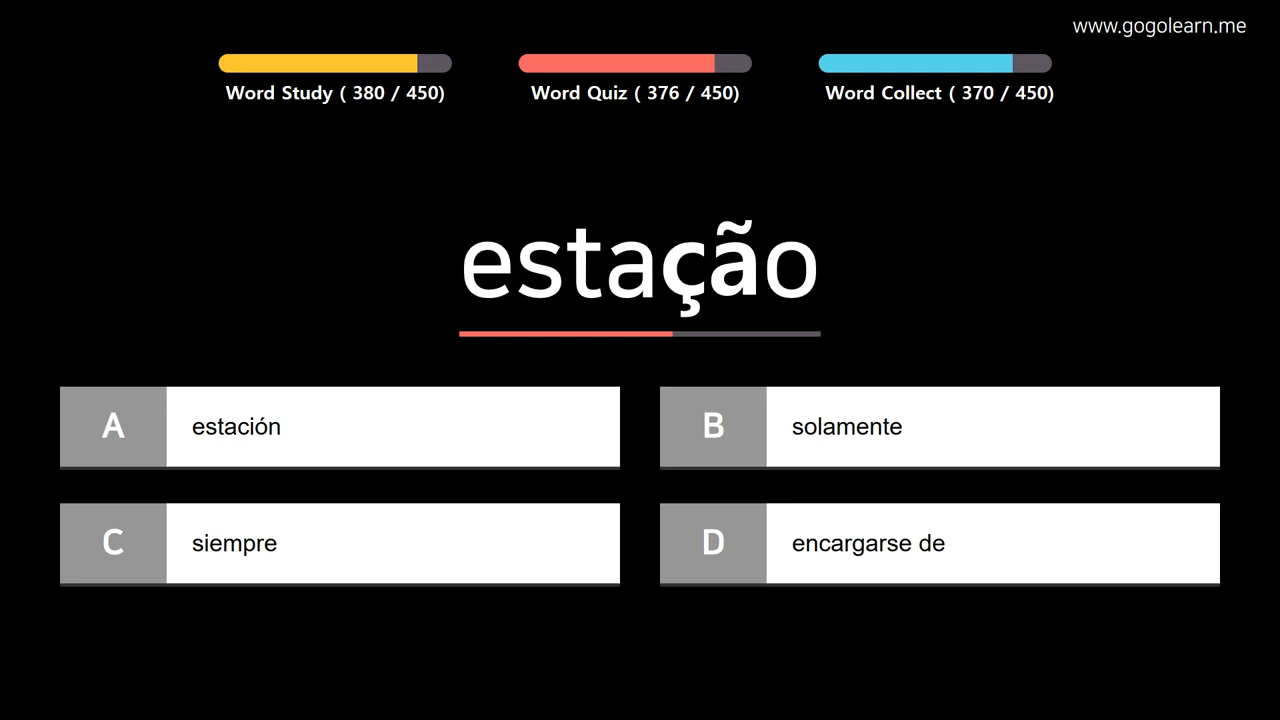 www.gogolearn.me
Word Study ( 380 / 450)
Word Quiz ( 376 / 450)
Word Collect ( 370 / 450)
estação
A
estación
B
solamente
C
siempre
D
encargarse de